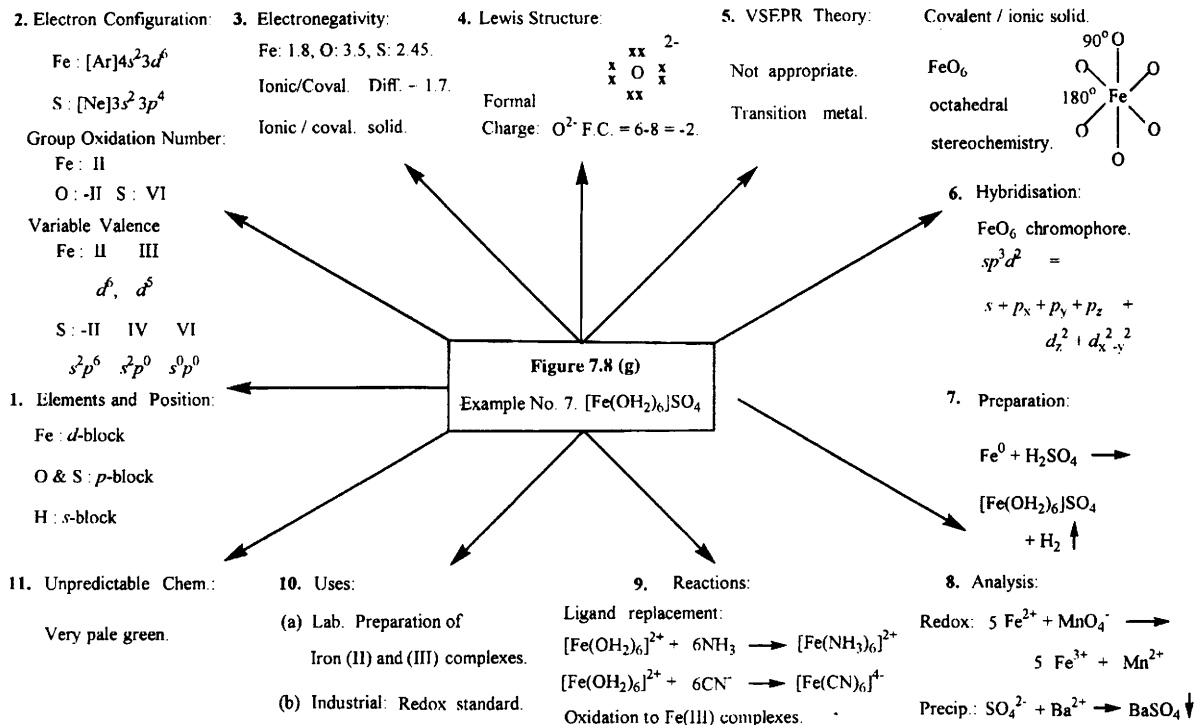 2. Electron Configuration:
Fe : [Ar]4s²3d⁶
S : [Ne]3s² 3p⁴
Group Oxidation Number:
Fe : II
O : -II S : VI
Variable Valence
Fe : II III
d⁶, d⁵
S : -II IV VI
s²p⁶ s²p⁰ s⁰p⁰
1. Elements and Position:
Fe : d-block
O & S : p-block
H : s-block
3. Electronegativity:
Fe: 1.8, O: 3.5, S: 2.45.
Ionic/Coval. Diff. - 1.7.
Ionic / coval. solid.
4. Lewis Structure:
xx 2-
x O x
x x
xx
Formal
Charge: O²⁻ F.C. = 6-8 = -2.
5. VSEPR Theory:
Not appropriate.
Transition metal.
Covalent / ionic solid.
FeO₆
octahedral
stereochemistry.
90° O
O O
180° Fe
O O
O
6. Hybridisation:
FeO₆ chromophore.
sp³d² =
s + pₓ + p_y + p_z +
d_z² + d_x²-y²
Figure 7.8 (g)
Example No. 7. [Fe(OH₂)₆]SO₄
7. Preparation:
Fe⁰ + H₂SO₄ →
[Fe(OH₂)₆]SO₄
+ H₂ ↑
11. Unpredictable Chem.:
Very pale green.
10. Uses:
(a) Lab. Preparation of
Iron (II) and (III) complexes.
(b) Industrial: Redox standard.
9. Reactions:
Ligand replacement:
[Fe(OH₂)₆]²⁺ + 6NH₃ → [Fe(NH₃)₆]²⁺
[Fe(OH₂)₆]²⁺ + 6CN⁻ → [Fe(CN)₆]⁴⁻
Oxidation to Fe(III) complexes.
8. Analysis:
Redox: 5 Fe²⁺ + MnO₄⁻ →
5 Fe³⁺ + Mn²⁺
Precip.: SO₄²⁻ + Ba²⁺ → BaSO₄ ↓